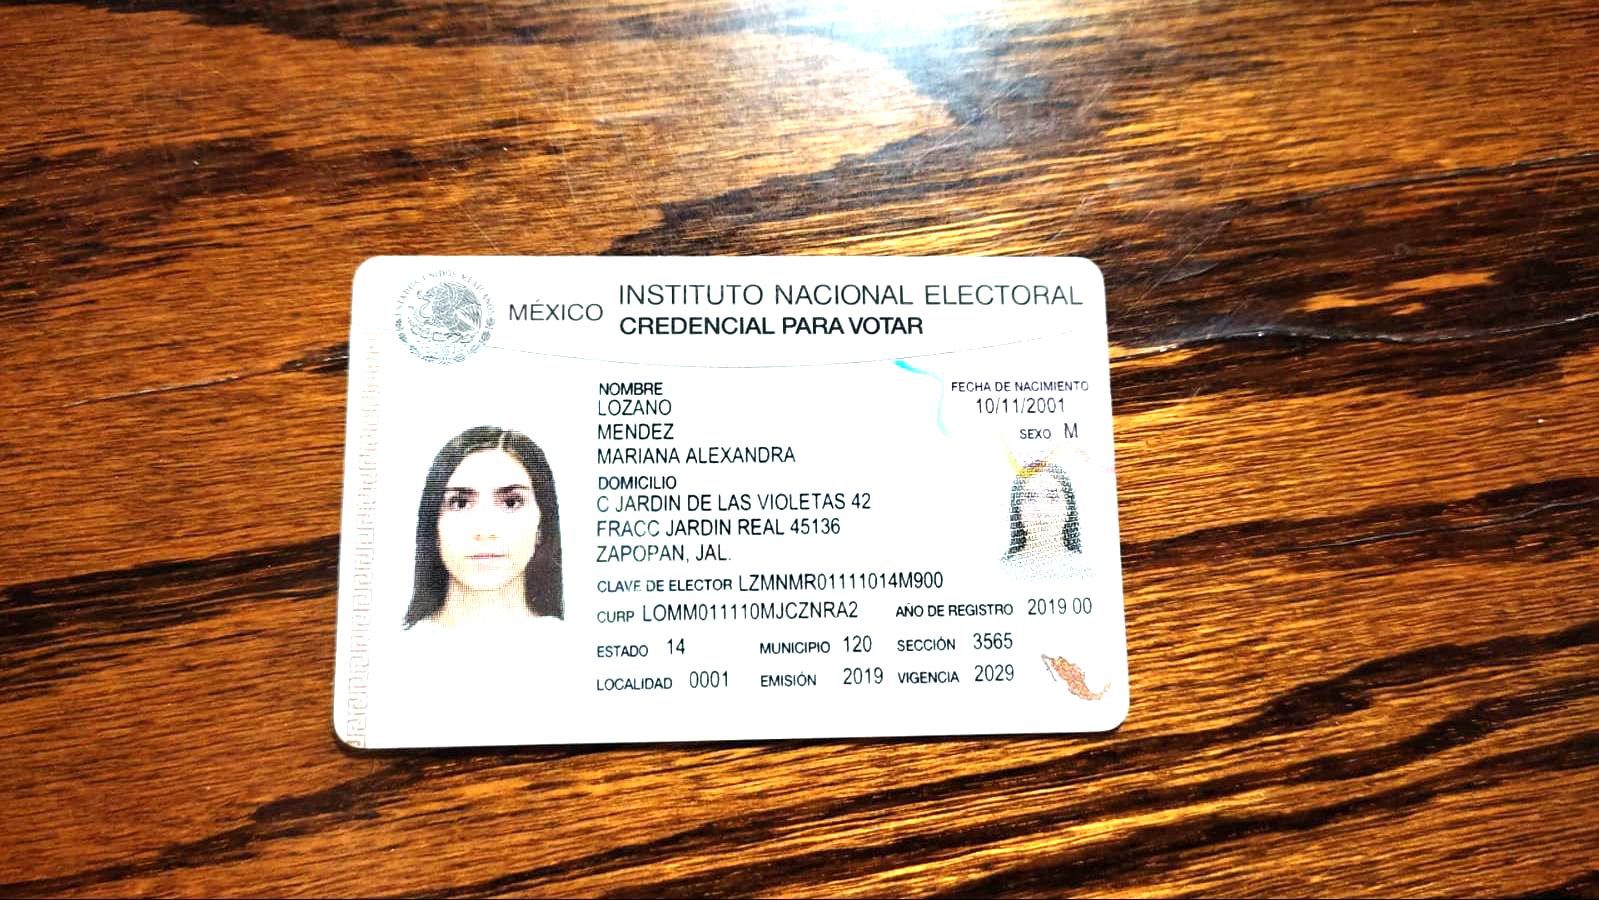 ESTADOS UNIDOS MEXICANOS
MÉXICO INSTITUTO NACIONAL ELECTORAL
CREDENCIAL PARA VOTAR
NOMBRE
LOZANO
MENDEZ
MARIANA ALEXANDRA
FECHA DE NACIMIENTO
10/11/2001
SEXO M
DOMICILIO
C JARDIN DE LAS VIOLETAS 42
FRACC JARDIN REAL 45136
ZAPOPAN, JAL.
CLAVE DE ELECTOR LZMNMR01111014M900
CURP LOMM011110MJCZNRA2 AÑO DE REGISTRO 2019 00
ESTADO 14 MUNICIPIO 120 SECCIÓN 3565
LOCALIDAD 0001 EMISIÓN 2019 VIGENCIA 2029